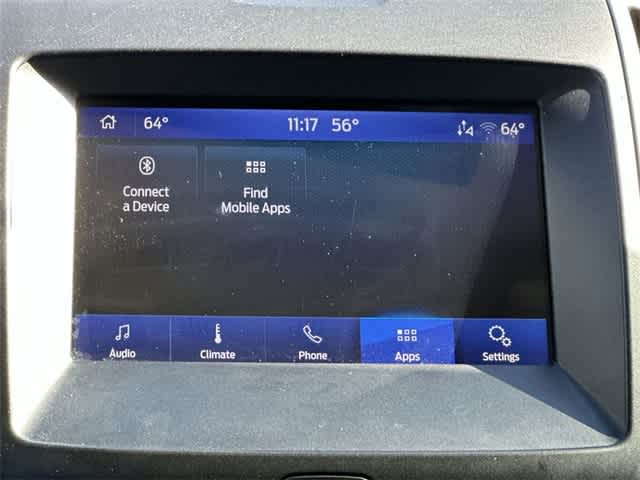 64° 11:17 56° 64°
Connect
a Device
Find
Mobile Apps
Audio Climate Phone Apps Settings